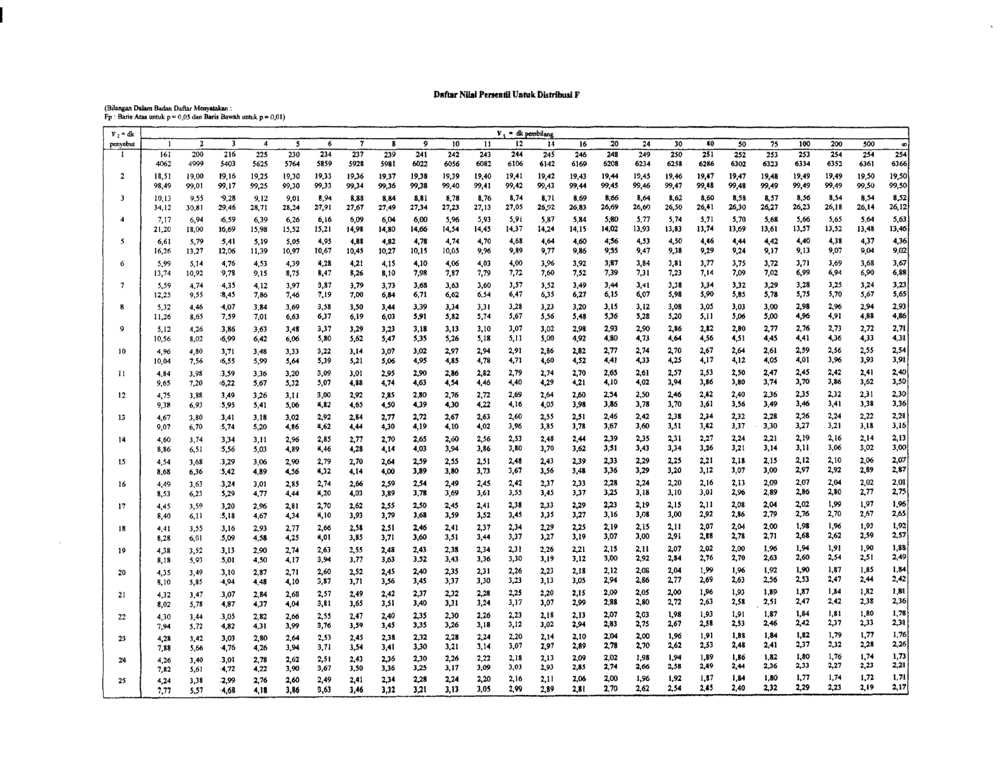 Daftar Nilai Persentil Untuk Distribusi F
(Bilangan Dalam Badan Daftar Menyatakan :
Fp : Baris Atas untuk p = 0,05 dan Baris Bawah untuk p = 0,01)
V 2 = dk V 1 = dk pembilang
penyebut 1 2 3 4 5 6 7 8 9 10 11 12 14 16 20 24 30 40 50 75 100 200 500 ∞
1 161 200 216 225 230 234 237 239 241 242 243 244 245 246 248 249 250 251 252 253 253 254 254 254
4062 4999 5403 5625 5764 5859 5928 5981 6022 6056 6082 6106 6142 6169 6208 6234 6258 6286 6302 6323 6334 6352 6361 6366
2 18,51 19,00 19,16 19,25 19,30 19,33 19,36 19,37 19,38 19,39 19,40 19,41 19,42 19,43 19,44 19,45 19,46 19,47 19,47 19,48 19,49 19,49 19,50 19,50
98,49 99,01 99,17 99,25 99,30 99,33 99,34 99,36 99,38 99,40 99,41 99,42 99,43 99,44 99,45 99,46 99,47 99,48 99,48 99,49 99,49 99,49 99,50 99,50
3 10,13 9,55 9,28 9,12 9,01 8,94 8,88 8,84 8,81 8,78 8,76 8,74 8,71 8,69 8,66 8,64 8,62 8,60 8,58 8,57 8,56 8,54 8,54 8,52
34,12 30,81 29,46 28,71 28,24 27,91 27,67 27,49 27,34 27,23 27,13 27,05 26,92 26,83 26,69 26,60 26,50 26,41 26,30 26,27 26,23 26,18 26,14 26,12
4 7,17 6,94 6,59 6,39 6,26 6,16 6,09 6,04 6,00 5,96 5,93 5,91 5,87 5,84 5,80 5,77 5,74 5,71 5,70 5,68 5,66 5,65 5,64 5,63
21,20 18,00 16,69 15,98 15,52 15,21 14,98 14,80 14,66 14,54 14,45 14,37 14,24 14,15 14,02 13,93 13,83 13,74 13,69 13,61 13,57 13,52 13,48 13,46
5 6,61 5,79 5,41 5,19 5,05 4,95 4,88 4,82 4,78 4,74 4,70 4,68 4,64 4,60 4,56 4,53 4,50 4,46 4,44 4,42 4,40 4,38 4,37 4,36
16,26 13,27 12,06 11,39 10,97 10,67 10,45 10,27 10,15 10,05 9,96 9,89 9,77 9,86 9,55 9,47 9,38 9,29 9,24 9,17 9,13 9,07 9,04 9,02
6 5,99 5,14 4,76 4,53 4,39 4,28 4,21 4,15 4,10 4,06 4,03 4,00 3,96 3,92 3,87 3,84 3,81 3,77 3,75 3,72 3,71 3,69 3,68 3,67
13,74 10,92 9,78 9,15 8,75 8,47 8,26 8,10 7,98 7,87 7,79 7,72 7,60 7,52 7,39 7,31 7,23 7,14 7,09 7,02 6,99 6,94 6,90 6,88
7 5,59 4,74 4,35 4,12 3,97 3,87 3,79 3,73 3,68 3,63 3,60 3,57 3,52 3,49 3,44 3,41 3,38 3,34 3,32 3,29 3,28 3,25 3,24 3,23
12,25 9,55 8,45 7,86 7,46 7,19 7,00 6,84 6,71 6,62 6,54 6,47 6,35 6,27 6,15 6,07 5,98 5,90 5,85 5,78 5,75 5,70 5,67 5,65
8 5,32 4,46 4,07 3,84 3,69 3,58 3,50 3,44 3,39 3,34 3,31 3,28 3,23 3,20 3,15 3,12 3,08 3,05 3,03 3,00 2,98 2,96 2,94 2,93
11,26 8,65 7,59 7,01 6,63 6,37 6,19 6,03 5,91 5,82 5,74 5,67 5,56 5,48 5,36 5,28 5,20 5,11 5,06 5,00 4,96 4,91 4,88 4,86
9 5,12 4,26 3,86 3,63 3,48 3,37 3,29 3,23 3,18 3,13 3,10 3,07 3,02 2,98 2,93 2,90 2,86 2,82 2,80 2,77 2,76 2,73 2,72 2,71
10,56 8,02 6,99 6,42 6,06 5,80 5,62 5,47 5,35 5,26 5,18 5,11 5,00 4,92 4,80 4,73 4,64 4,56 4,51 4,45 4,41 4,36 4,33 4,31
10 4,96 4,80 3,71 3,48 3,33 3,22 3,14 3,07 3,02 2,97 2,94 2,91 2,86 2,82 2,77 2,74 2,70 2,67 2,64 2,61 2,59 2,56 2,55 2,54
10,04 7,56 6,55 5,99 5,64 5,39 5,21 5,06 4,95 4,85 4,78 4,71 4,60 4,52 4,41 4,33 4,25 4,17 4,12 4,05 4,01 3,96 3,93 3,91
11 4,84 3,98 3,59 3,36 3,20 3,09 3,01 2,95 2,90 2,86 2,82 2,79 2,74 2,70 2,65 2,61 2,57 2,53 2,50 2,47 2,45 2,42 2,41 2,40
9,65 7,20 6,22 5,67 5,32 5,07 4,88 4,74 4,63 4,54 4,46 4,40 4,29 4,21 4,10 4,02 3,94 3,86 3,80 3,74 3,70 3,86 3,62 3,50
12 4,75 3,88 3,49 3,26 3,11 3,00 2,92 2,85 2,80 2,76 2,72 2,69 2,64 2,60 2,54 2,50 2,46 2,42 2,40 2,36 2,35 2,32 2,31 2,30
9,38 6,93 5,95 5,41 5,06 4,82 4,65 4,50 4,39 4,30 4,22 4,16 4,05 3,98 3,86 3,78 3,70 3,61 3,56 3,49 3,46 3,41 3,38 3,36
13 4,67 3,80 3,41 3,18 3,02 2,92 2,84 2,77 2,72 2,67 2,63 2,60 2,55 2,51 2,46 2,42 2,38 2,34 2,32 2,28 2,26 2,24 2,22 2,21
9,07 6,70 5,74 5,20 4,86 4,62 4,44 4,30 4,19 4,10 4,02 3,96 3,85 3,78 3,67 3,60 3,51 3,42 3,37 3,30 3,27 3,21 3,18 3,16
14 4,60 3,74 3,34 3,11 2,96 2,85 2,77 2,70 2,65 2,60 2,56 2,53 2,48 2,44 2,39 2,35 2,31 2,27 2,24 2,21 2,19 2,16 2,14 2,13
8,86 6,51 5,56 5,03 4,89 4,46 4,28 4,14 4,03 3,94 3,86 3,80 3,70 3,62 3,51 3,43 3,34 3,26 3,21 3,14 3,11 3,06 3,02 3,00
15 4,54 3,68 3,29 3,06 2,90 2,79 2,70 2,64 2,59 2,55 2,51 2,48 2,43 2,39 2,33 2,29 2,25 2,21 2,18 2,15 2,12 2,10 2,06 2,07
8,68 6,36 5,42 4,89 4,56 4,32 4,14 4,00 3,89 3,80 3,73 3,67 3,56 3,48 3,36 3,29 3,20 3,12 3,07 3,00 2,97 2,92 2,89 2,87
16 4,49 3,63 3,24 3,01 2,85 2,74 2,66 2,59 2,54 2,49 2,45 2,42 2,37 2,33 2,28 2,24 2,20 2,16 2,13 2,09 2,07 2,04 2,02 2,01
8,53 6,23 5,29 4,77 4,44 4,20 4,03 3,89 3,78 3,69 3,61 3,55 3,45 3,37 3,25 3,18 3,10 3,01 2,96 2,89 2,86 2,80 2,77 2,75
17 4,45 3,59 3,20 2,96 2,81 2,70 2,62 2,55 2,50 2,45 2,41 2,38 2,33 2,29 2,23 2,19 2,15 2,11 2,08 2,04 2,02 1,99 1,97 1,96
8,40 6,11 5,18 4,67 4,34 4,10 3,93 3,79 3,68 3,59 3,52 3,45 3,35 3,27 3,16 3,08 3,00 2,92 2,86 2,79 2,76 2,70 2,67 2,65
18 4,41 3,55 3,16 2,93 2,77 2,66 2,58 2,51 2,46 2,41 2,37 2,34 2,29 2,25 2,19 2,15 2,11 2,07 2,04 2,00 1,98 1,96 1,93 1,92
8,28 6,01 5,09 4,58 4,25 4,01 3,85 3,71 3,60 3,51 3,44 3,37 3,27 3,19 3,07 3,00 2,91 2,88 2,78 2,71 2,68 2,62 2,59 2,57
19 4,38 3,52 3,13 2,90 2,74 2,63 2,55 2,48 2,43 2,38 2,34 2,31 2,26 2,21 2,15 2,11 2,07 2,02 2,00 1,96 1,94 1,91 1,90 1,88
8,18 5,93 5,01 4,50 4,17 3,94 3,77 3,63 3,52 3,43 3,36 3,30 3,19 3,12 3,00 2,92 2,84 2,76 2,70 2,63 2,60 2,54 2,51 2,49
20 4,35 3,49 3,10 2,87 2,71 2,60 2,52 2,45 2,40 2,35 2,31 2,26 2,23 2,18 2,12 2,08 2,04 1,99 1,96 1,92 1,90 1,87 1,85 1,84
8,10 5,85 4,94 4,48 4,10 3,87 3,71 3,56 3,45 3,37 3,30 3,23 3,13 3,05 2,94 2,86 2,77 2,69 2,63 2,56 2,53 2,47 2,44 2,42
21 4,32 3,47 3,07 2,84 2,68 2,57 2,49 2,42 2,37 2,32 2,28 2,25 2,20 2,15 2,09 2,05 2,00 1,96 1,93 1,89 1,87 1,84 1,82 1,81
8,02 5,78 4,87 4,37 4,04 3,81 3,65 3,51 3,40 3,31 3,24 3,17 3,07 2,99 2,88 2,80 2,72 2,63 2,58 2,51 2,47 2,42 2,38 2,36
22 4,30 3,44 3,05 2,82 2,66 2,55 2,47 2,40 2,35 2,30 2,26 2,23 2,18 2,13 2,07 2,03 1,98 1,93 1,91 1,87 1,84 1,81 1,80 1,78
7,94 5,72 4,82 4,31 3,99 3,76 3,59 3,45 3,35 3,26 3,18 3,12 3,02 2,94 2,83 2,75 2,67 2,58 2,53 2,46 2,42 2,37 2,33 2,31
23 4,28 3,42 3,03 2,80 2,64 2,53 2,45 2,38 2,32 2,28 2,24 2,20 2,14 2,10 2,04 2,00 1,96 1,91 1,88 1,84 1,82 1,79 1,77 1,76
7,88 5,66 4,76 4,26 3,94 3,71 3,54 3,41 3,30 3,21 3,14 3,07 2,97 2,89 2,78 2,70 2,62 2,53 2,48 2,41 2,37 2,32 2,28 2,26
24 4,26 3,40 3,01 2,78 2,62 2,51 2,43 2,36 2,30 2,26 2,22 2,18 2,13 2,09 2,02 1,98 1,94 1,89 1,86 1,82 1,80 1,76 1,74 1,73
7,82 5,61 4,72 4,22 3,90 3,67 3,50 3,36 3,25 3,17 3,09 3,03 2,93 2,85 2,74 2,66 2,58 2,49 2,44 2,36 2,33 2,27 2,23 2,21
25 4,24 3,38 2,99 2,76 2,60 2,49 2,41 2,34 2,28 2,24 2,20 2,16 2,11 2,06 2,00 1,96 1,92 1,87 1,84 1,80 1,77 1,74 1,72 1,71
7,77 5,57 4,68 4,18 3,86 3,63 3,46 3,32 3,21 3,13 3,05 2,99 2,89 2,81 2,70 2,62 2,54 2,45 2,40 2,32 2,29 2,23 2,19 2,17